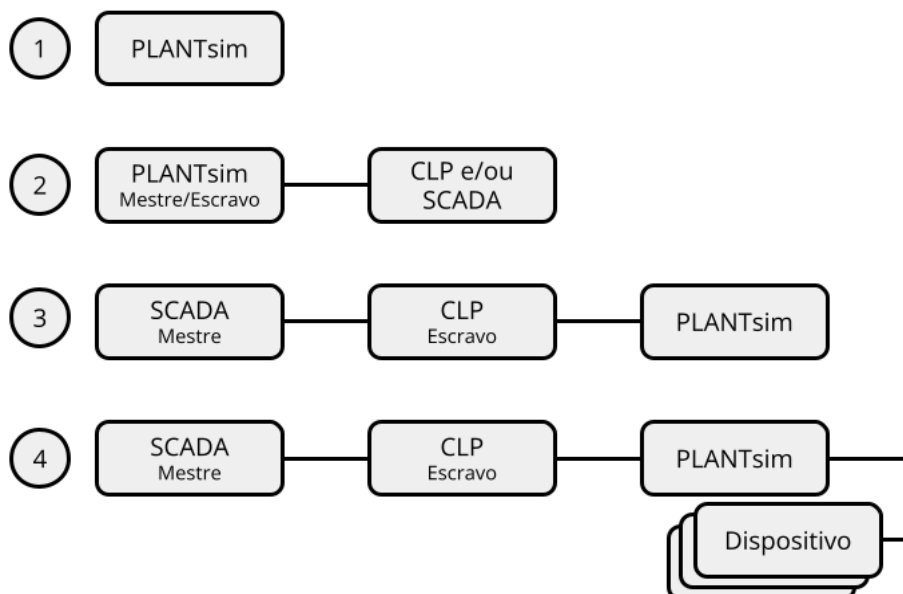 1
PLANTsim
2
PLANTsim
Mestre/Escravo
CLP e/ou
SCADA
3
SCADA
Mestre
CLP
Escravo
PLANTsim
4
SCADA
Mestre
CLP
Escravo
PLANTsim
Dispositivo